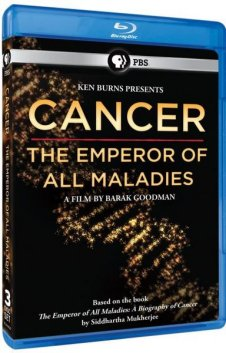 Blu-ray Disc
PBS
KEN BURNS PRESENTS
CANCER
THE EMPEROR OF
ALL MALADIES
A FILM BY BARAK GOODMAN
Based on the book
The Emperor of All Maladies: A Biography of Cancer
by Siddhartha Mukherjee
CANCER THE EMPEROR OF ALL MALADIES
3